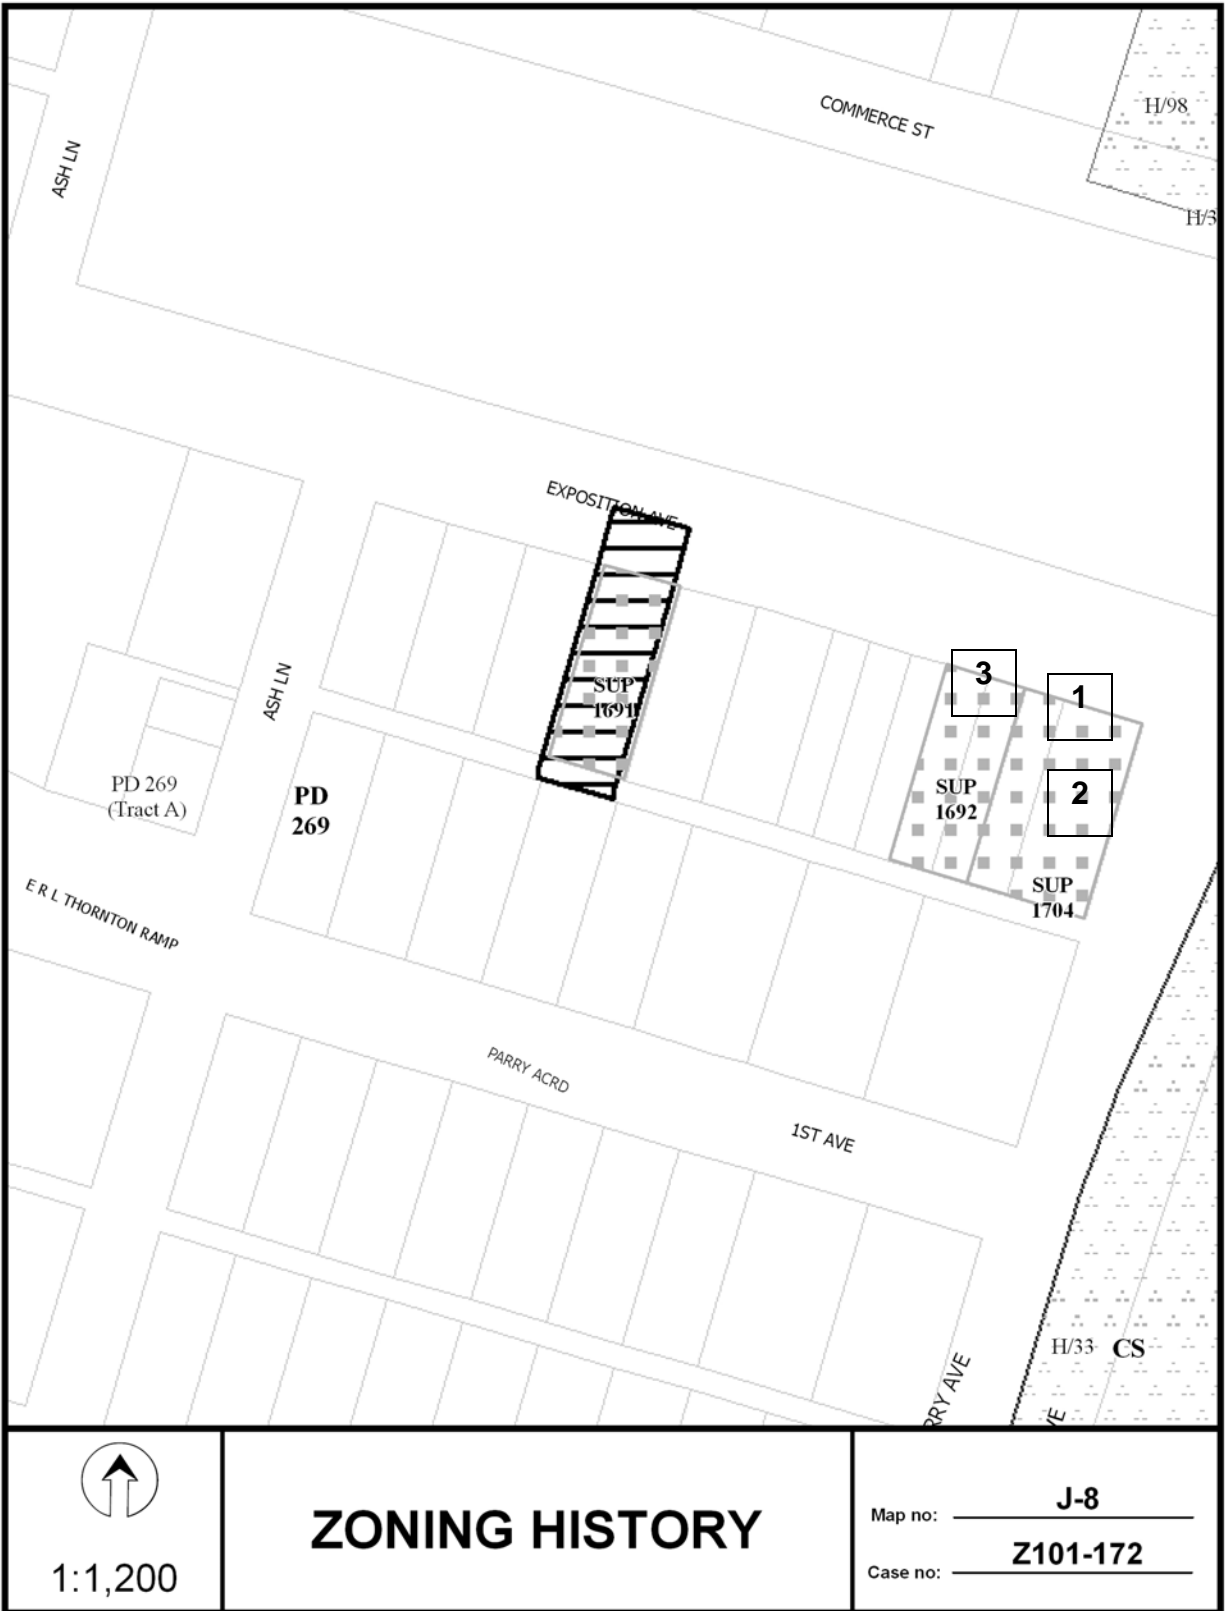 COMMERCE ST
H/98
ASH LN
H/3
EXPOSITION AVE
3
1
SUP
1691
ASH LN
PD 269
(Tract A)
PD
269
SUP
1692
2
SUP
1704
E R L THORNTON RAMP
PARRY ACRD
1ST AVE
H/33 CS
RRY AVE
VE
1:1,200
ZONING HISTORY
Map no: J-8
Case no: Z101-172